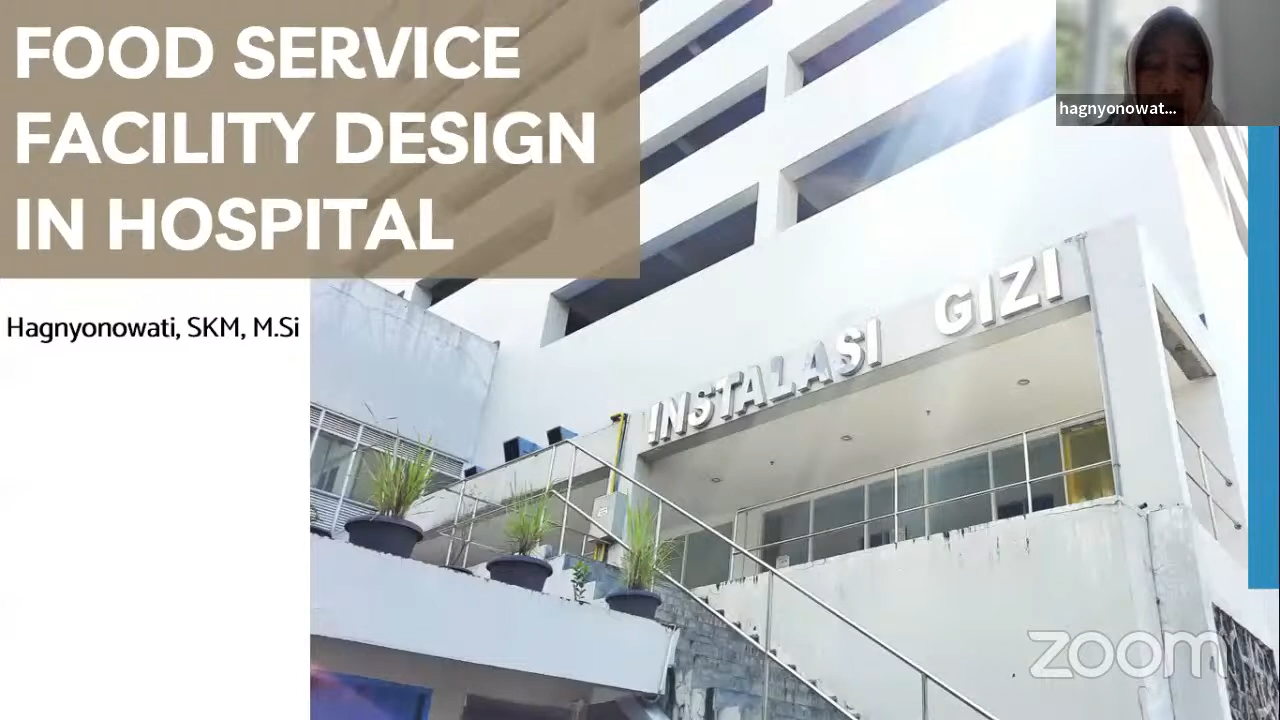 FOOD SERVICE
FACILITY DESIGN
IN HOSPITAL
hagnyonowat...
Hagnyonowati, SKM, M.Si
INSTALASI GIZI
zoom